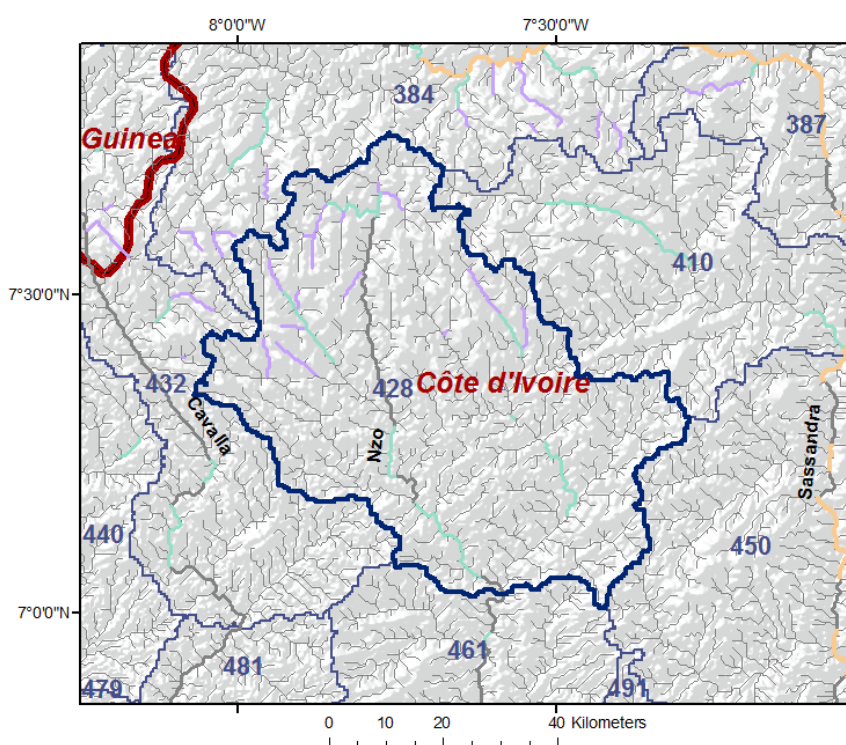 8°0'0"W 7°30'0"W
384
387
Guinea
410
7°30'0"N
432
428
Côte d'Ivoire
Cavalla
Nzo
Sassandra
440
450
7°0'0"N
461
481
479
491
0 10 20 40 Kilometers